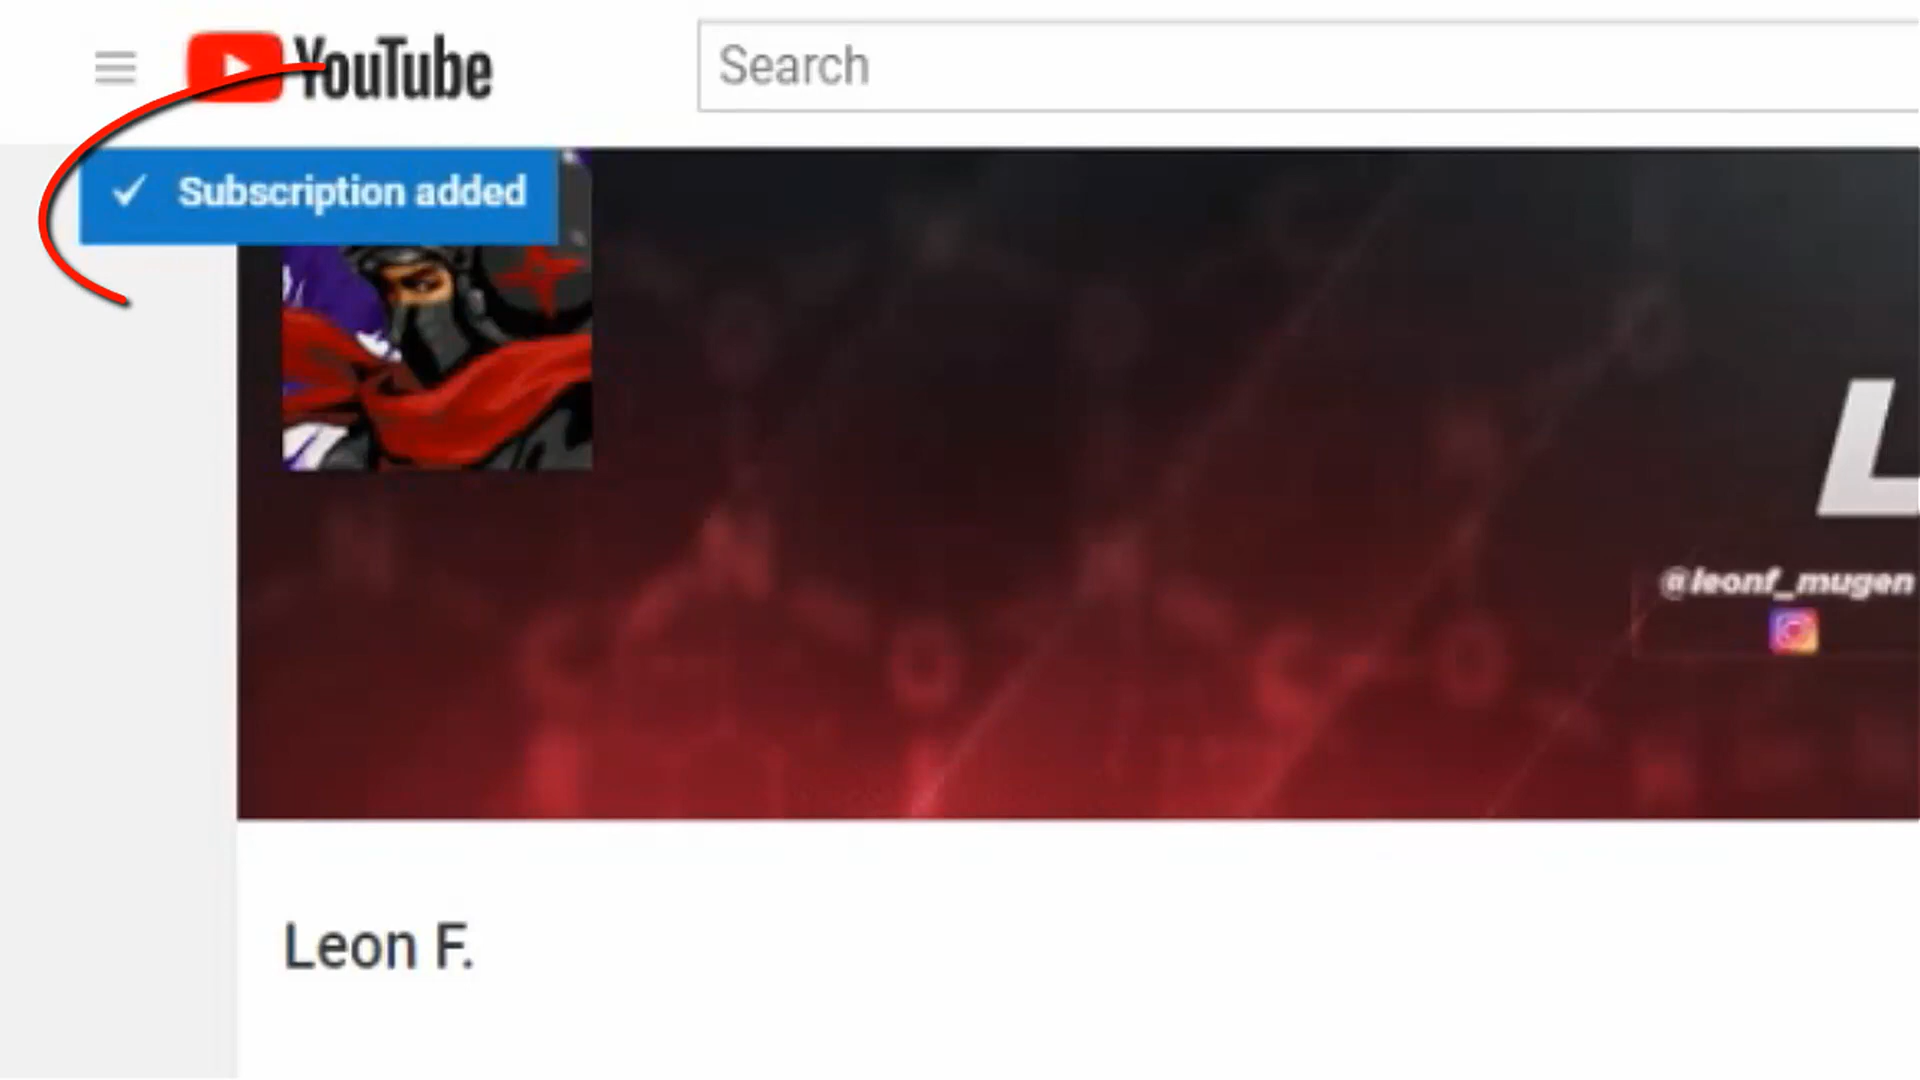 YouTube
Search
Subscription added
L
@leonf_mugen
Leon F.